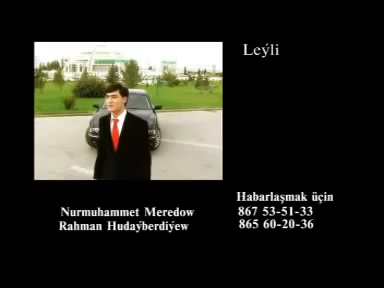 Leýli
Habarlaşmak üçin
Nurmuhammet Meredow
867 53-51-33
Rahman Hudaýberdiýew
865 60-20-36